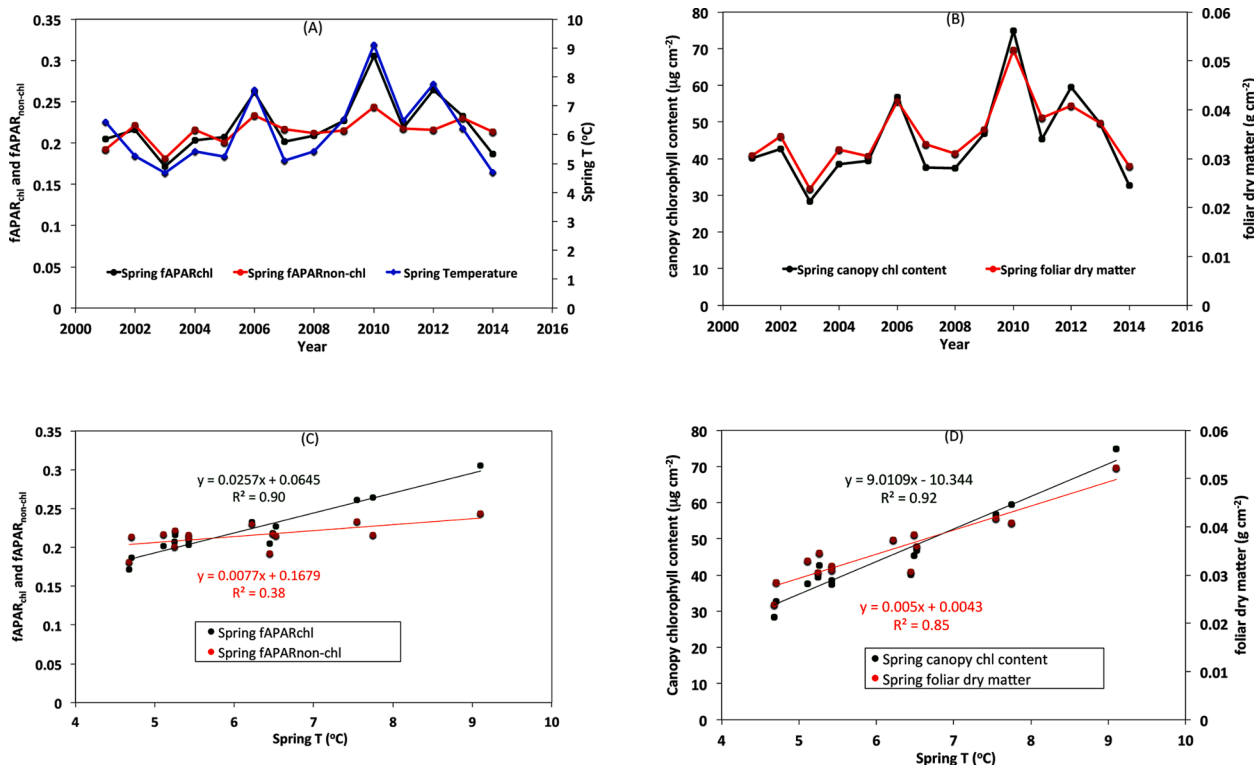 (A)
0.35
0.3
0.25
0.2
0.15
0.1
0.05
0
fAPARchl and fAPARnon-chl
10
9
8
7
6
5
4
3
2
1
0
Spring T (ºC)
Spring fAPARchl Spring fAPARnon-chl Spring Temperature
2000 2002 2004 2006 2008 2010 2012 2014 2016
Year
(B)
80
70
60
50
40
30
20
10
0
canopy chlorophyll content (µg cm-2)
0.06
0.05
0.04
0.03
0.02
0.01
0
foliar dry matter (g cm-2)
Spring canopy chl content Spring foliar dry matter
2000 2002 2004 2006 2008 2010 2012 2014 2016
Year
(C)
0.35
0.3
0.25
0.2
0.15
0.1
0.05
0
fAPARchl and fAPARnon-chl
y = 0.0257x + 0.0645
R² = 0.90
y = 0.0077x + 0.1679
R² = 0.38
Spring fAPARchl
Spring fAPARnon-chl
4 5 6 7 8 9 10
Spring T (ºC)
(D)
80
70
60
50
40
30
20
10
0
Canopy chlorophyll content (µg cm-2)
0.06
0.05
0.04
0.03
0.02
0.01
0
foliar dry matter (g cm-2)
y = 9.0109x - 10.344
R² = 0.92
y = 0.005x + 0.0043
R² = 0.85
Spring canopy chl content
Spring foliar dry matter
4 5 6 7 8 9 10
Spring T (ºC)